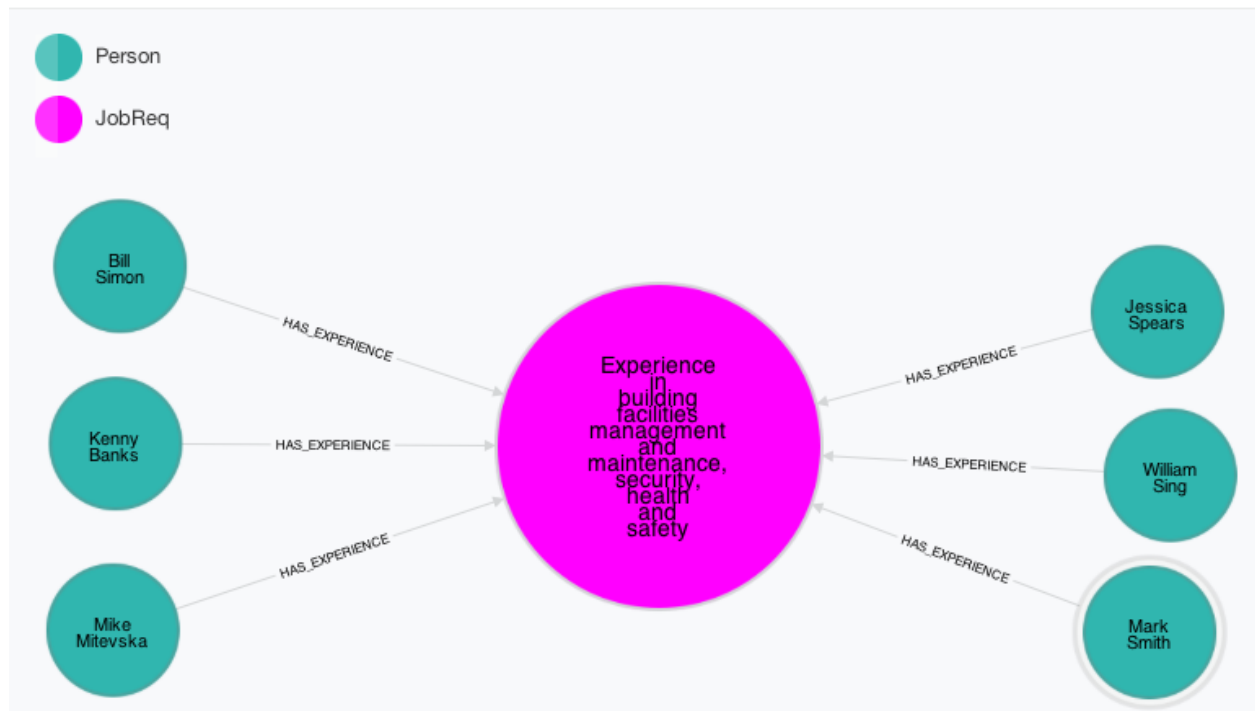 Person
JobReq
Bill
Simon
HAS_EXPERIENCE
Kenny
Banks
HAS_EXPERIENCE
Mike
Mitevska
HAS_EXPERIENCE
Experience
in
building
facilities
management
and
maintenance,
security,
health
and
safety
Jessica
Spears
HAS_EXPERIENCE
William
Sing
HAS_EXPERIENCE
Mark
Smith
HAS_EXPERIENCE